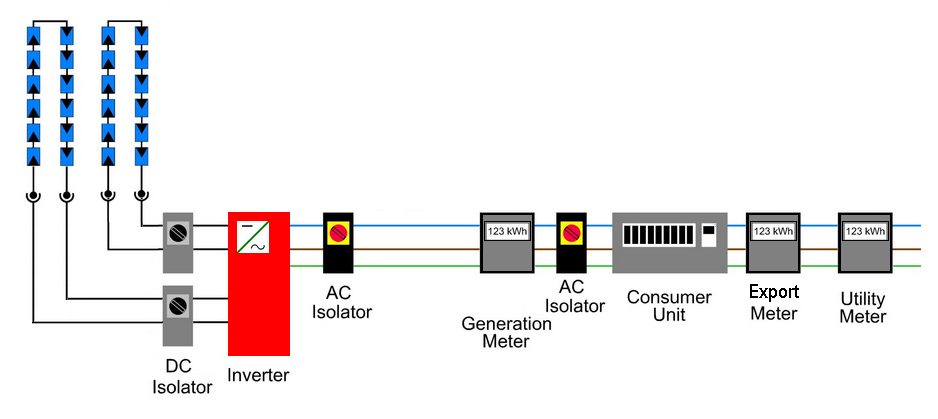 123 kWh
123 kWh
123 kWh
AC
Isolator
Generation
Meter
AC
Isolator
Consumer
Unit
Export
Meter
Utility
Meter
DC
Isolator
Inverter